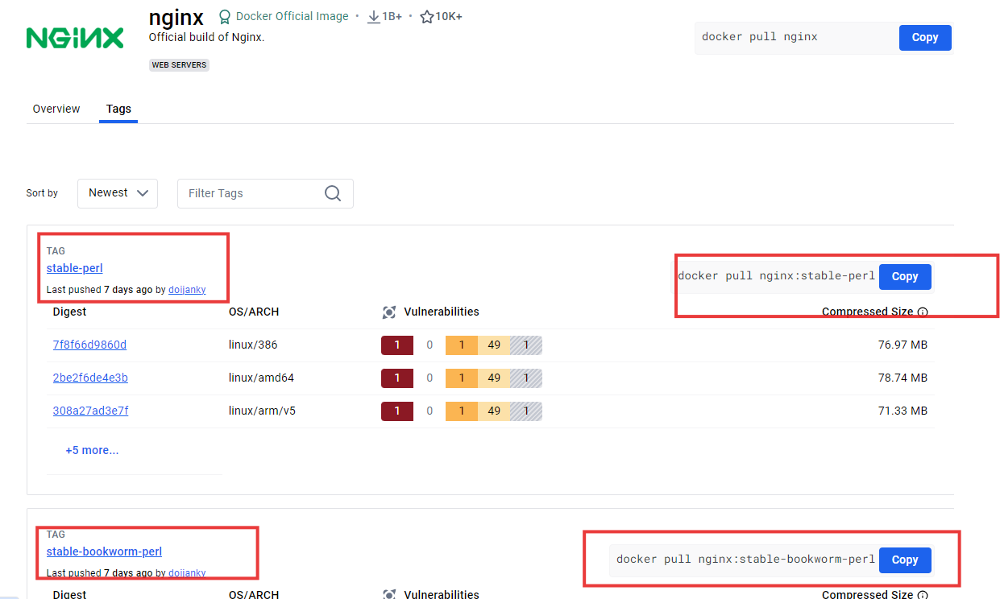 NGINX
nginx Docker Official Image • 1B+ • 10K+
Official build of Nginx.
docker pull nginx Copy
WEB SERVERS
Overview Tags
Sort by Newest Filter Tags
TAG
stable-perl
Last pushed 7 days ago by doijanky
docker pull nginx:stable-perl Copy
Digest OS/ARCH Vulnerabilities Compressed Size
7f8f66d9860d linux/386 1 0 1 49 1 76.97 MB
2be2f6de4e3b linux/amd64 1 0 1 49 1 78.74 MB
308a27ad3e7f linux/arm/v5 1 0 1 49 1 71.33 MB
+5 more...
TAG
stable-bookworm-perl
Last pushed 7 days ago by doijanky
docker pull nginx:stable-bookworm-perl Copy
Digest OS/ARCH Vulnerabilities Compressed Size